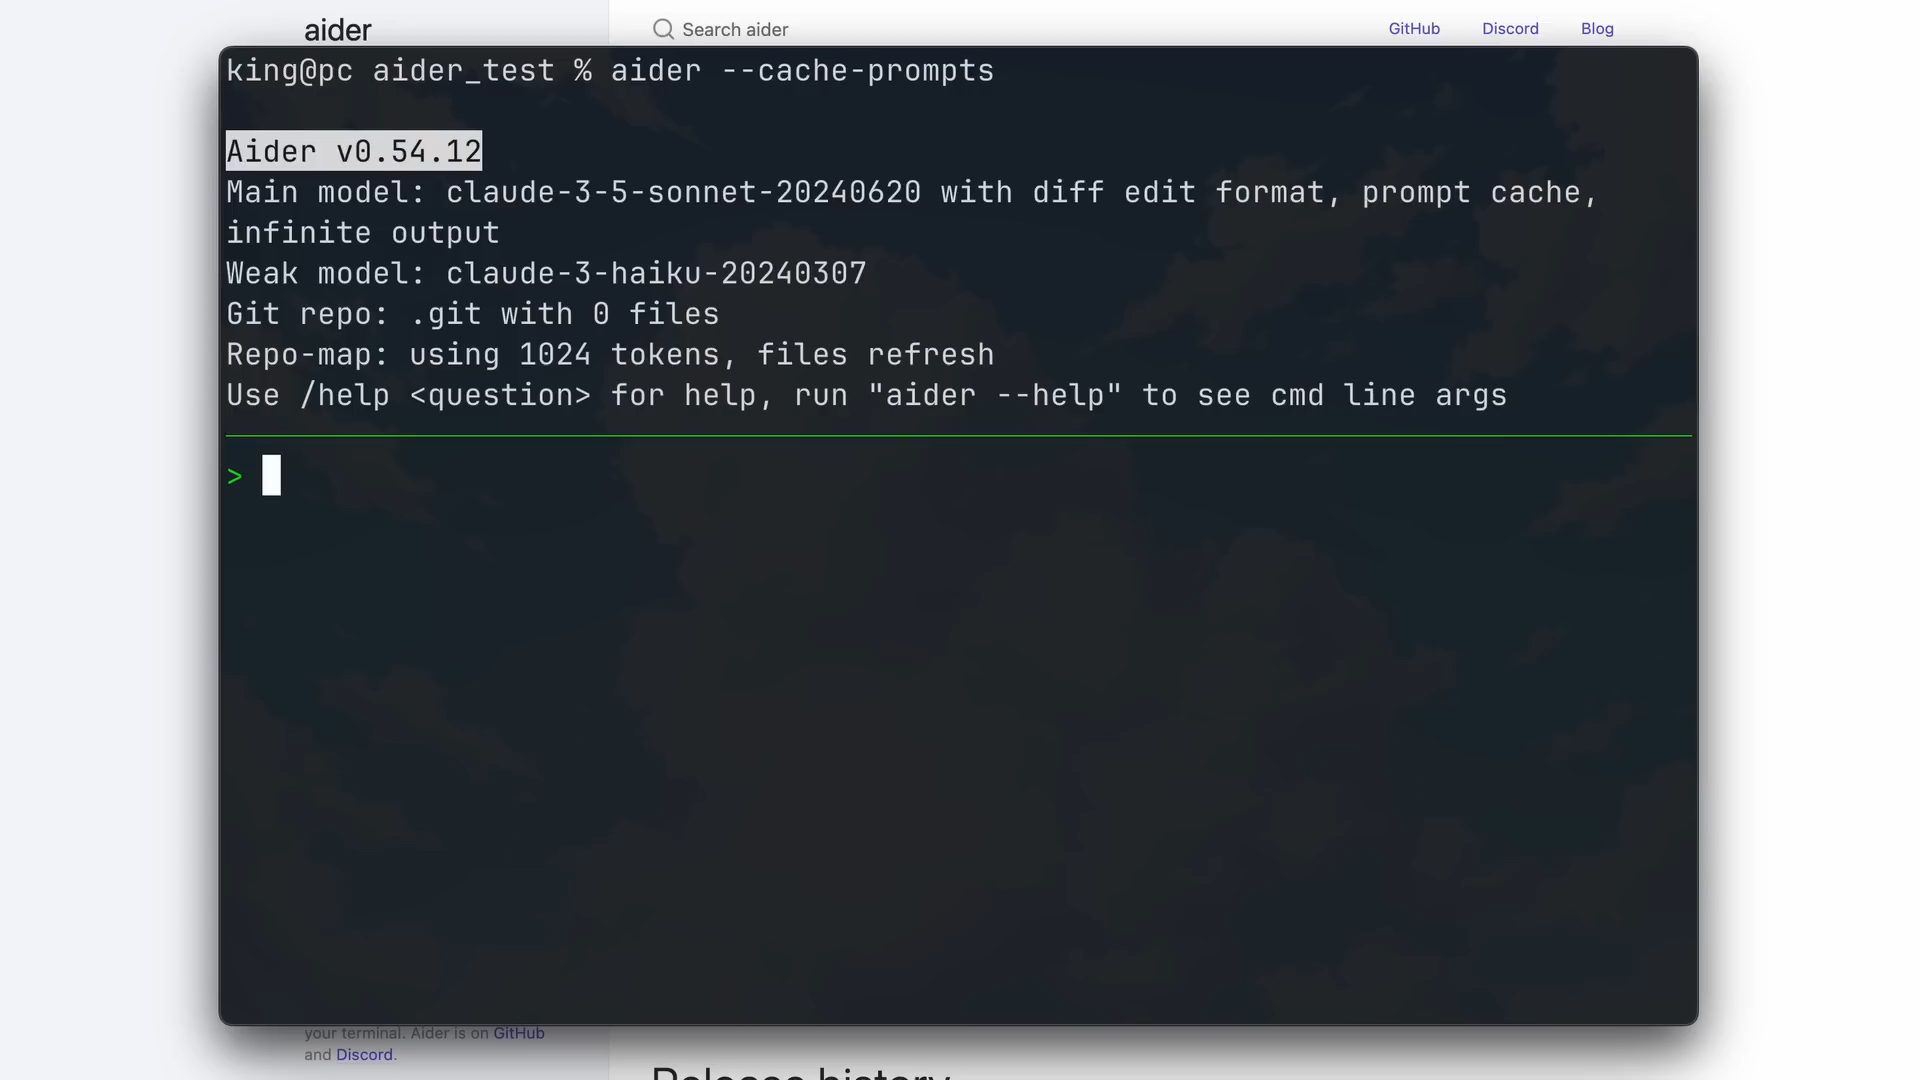 aider
Search aider
GitHub
Discord
Blog
king@pc aider_test % aider --cache-prompts
Aider v0.54.12
Main model: claude-3-5-sonnet-20240620 with diff edit format, prompt cache,
infinite output
Weak model: claude-3-haiku-20240307
Git repo: .git with 0 files
Repo-map: using 1024 tokens, files refresh
Use /help <question> for help, run "aider --help" to see cmd line args
>
your terminal. Aider is on GitHub
and Discord.
Release history